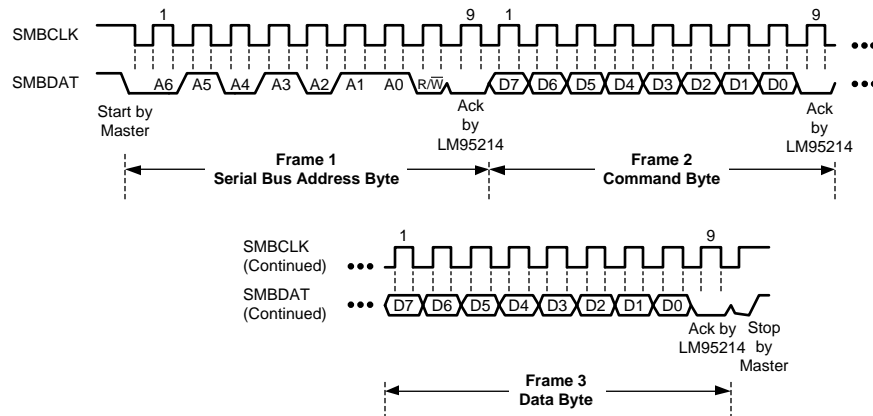 1 9 1 9
SMBCLK
SMBDAT
A6 A5 A4 A3 A2 A1 A0 R/W̅ D7 D6 D5 D4 D3 D2 D1 D0
Start by
Master
Ack
by
LM95214
Ack
by
LM95214
Frame 1
Serial Bus Address Byte
Frame 2
Command Byte
1 9
SMBCLK
(Continued)
SMBDAT
(Continued)
D7 D6 D5 D4 D3 D2 D1 D0
Ack by
LM95214
Stop
by
Master
Frame 3
Data Byte